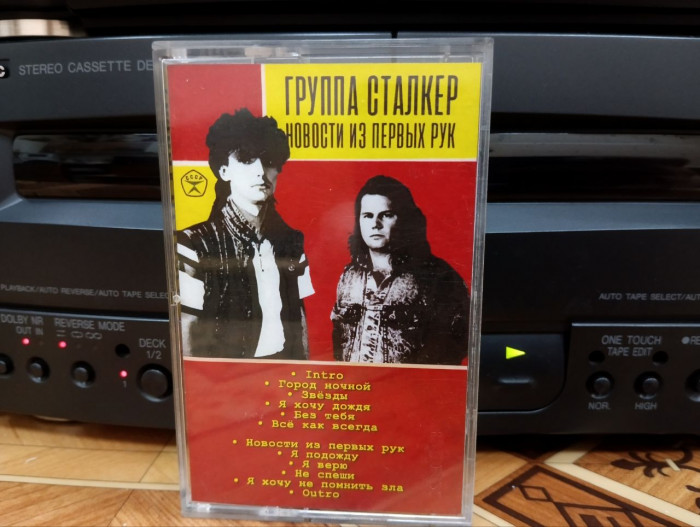 STEREO CASSETTE DE
ГРУППА СТАЛКЕР
НОВОСТИ ИЗ ПЕРВЫХ РУК
СССР
PLAYBACK/AUTO REVERSE/AUTO TAPE SELEC
AUTO TAPE SELECT/A
DOLBY NR
OUT IN
REVERSE MODE
DECK
1/2
1
ONE TOUCH
TAPE EDIT
NOR.
HIGH
• Intro
• Город ночной
• Звёзды
• Я хочу дождя
• Без тебя
• Всё как всегда
• Новости из первых рук
• Я подожду
• Я верю
• Не спеши
• Я хочу не помнить зла
• Outro